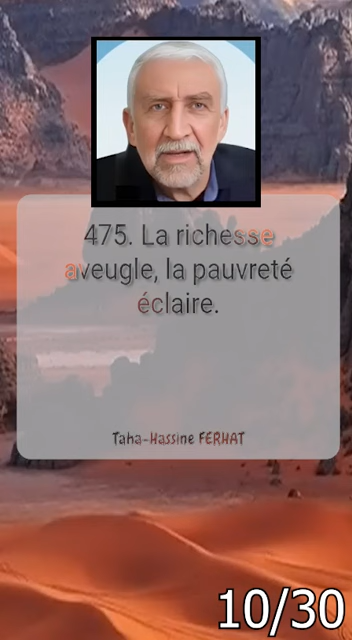 475. La richesse
aveugle, la pauvreté
éclaire.
Taha-Hassine FERHAT
10/30